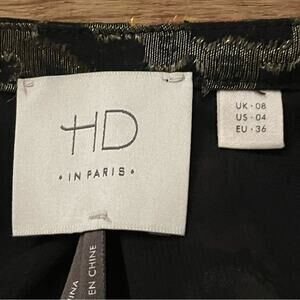 HD
• IN PARIS •
UK • 08
US • 04
EU • 36
EN CHINE